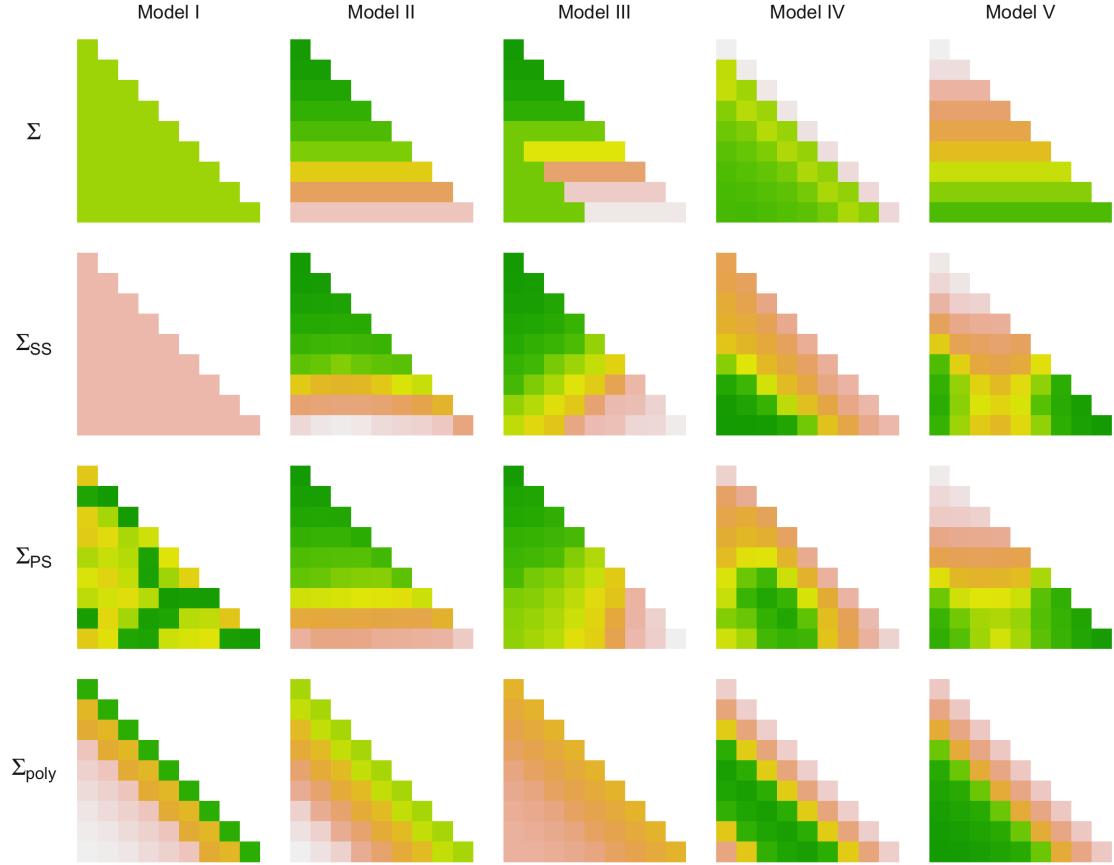 Model I Model II Model III Model IV Model V
Σ
Σ_SS
Σ_PS
Σ_poly